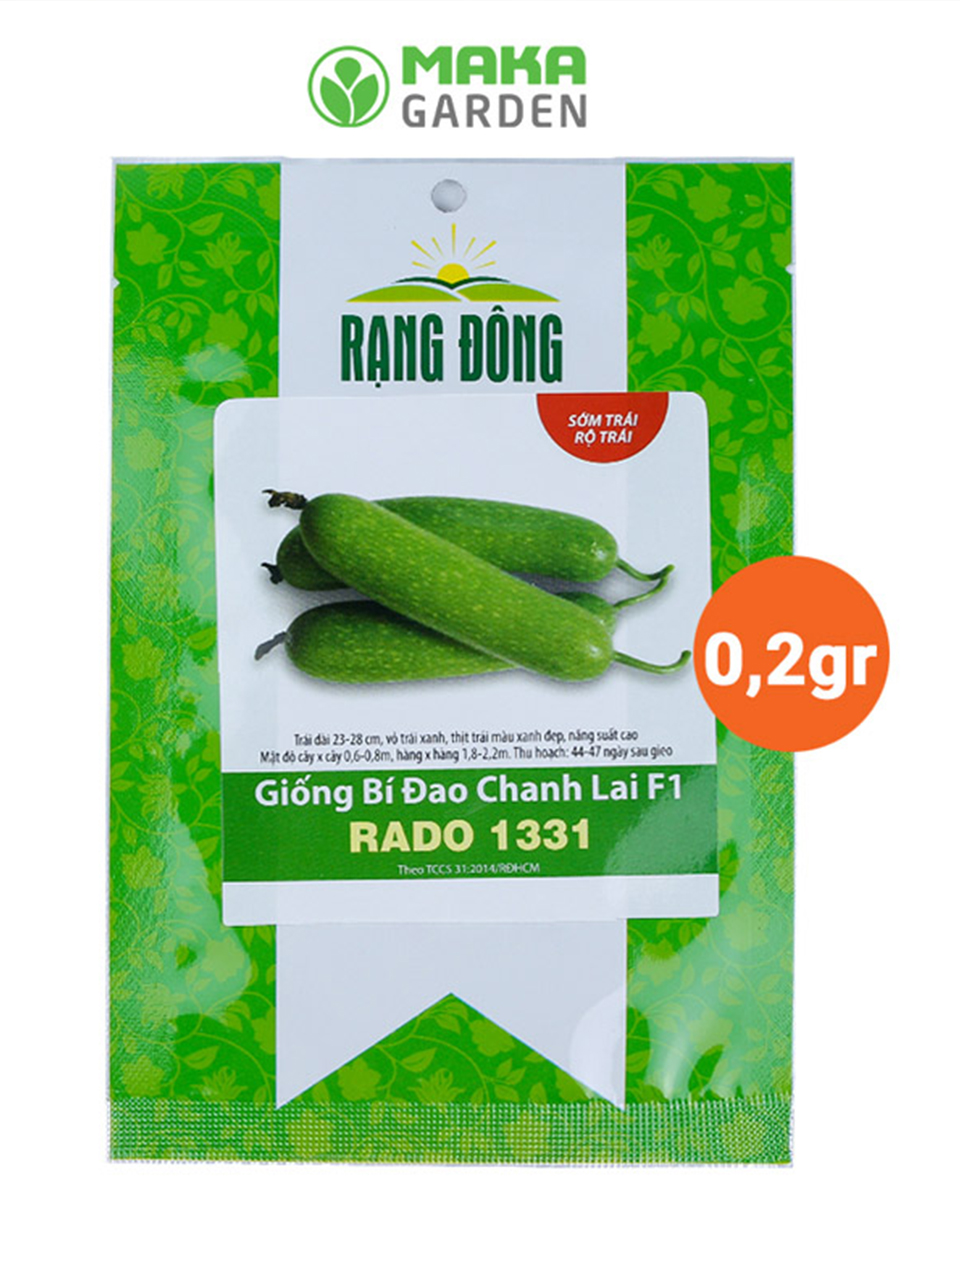 MAKA
GARDEN
RẠNG ĐÔNG
SỚM TRÁI
RỘ TRÁI
0,2gr
Trái dài 23-28 cm, vỏ trái xanh, thịt trái màu xanh đẹp, năng suất cao
Mật độ cây x cây 0,6-0,8m, hàng x hàng 1,8-2,2m. Thu hoạch: 44-47 ngày sau gieo
Giống Bí Đao Chanh Lai F1
RADO 1331
Theo TCCS 31:2014/RĐHCM